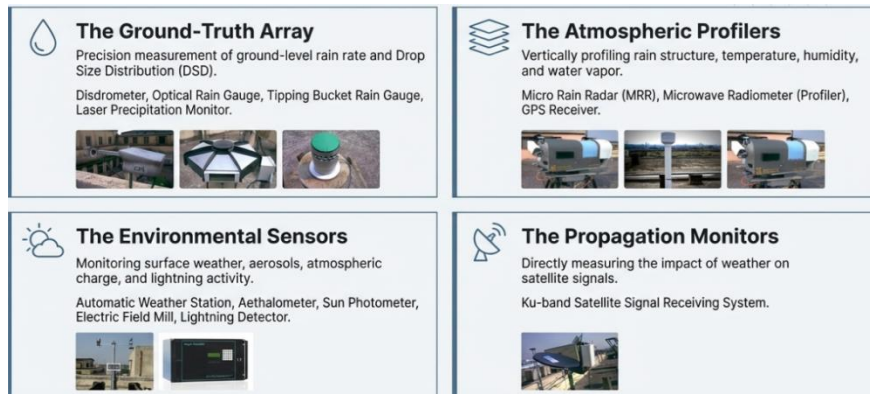 The Ground-Truth Array
Precision measurement of ground-level rain rate and Drop
Size Distribution (DSD).
Disdrometer, Optical Rain Gauge, Tipping Bucket Rain Gauge,
Laser Precipitation Monitor.
The Atmospheric Profilers
Vertically profiling rain structure, temperature, humidity,
and water vapor.
Micro Rain Radar (MRR), Microwave Radiometer (Profiler),
GPS Receiver.
The Environmental Sensors
Monitoring surface weather, aerosols, atmospheric
charge, and lightning activity.
Automatic Weather Station, Aethalometer, Sun Photometer,
Electric Field Mill, Lightning Detector.
The Propagation Monitors
Directly measuring the impact of weather on
satellite signals.
Ku-band Satellite Signal Receiving System.